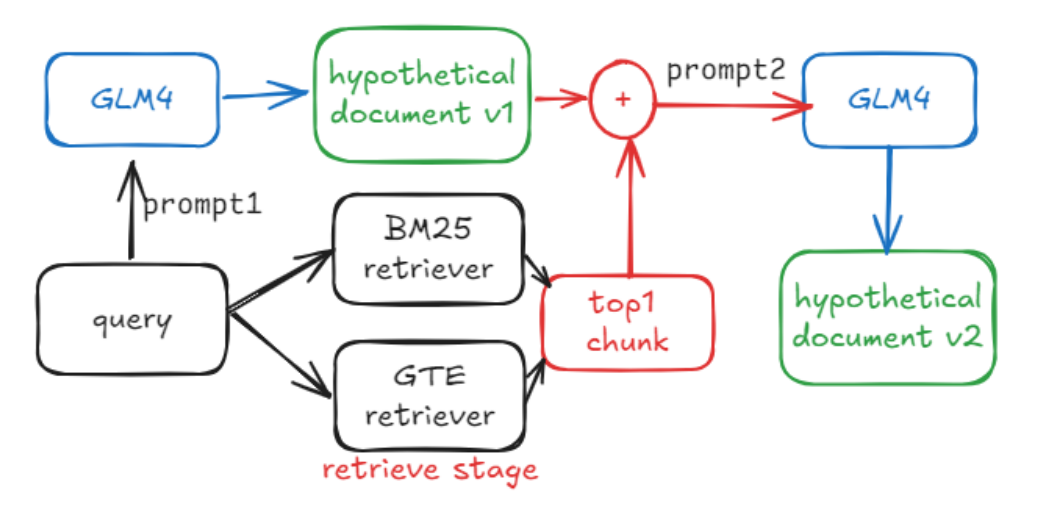 GLM4
hypothetical
document v1
+
prompt2
GLM4
prompt1
BM25
retriever
query
top1
chunk
hypothetical
document v2
GTE
retriever
retrieve stage